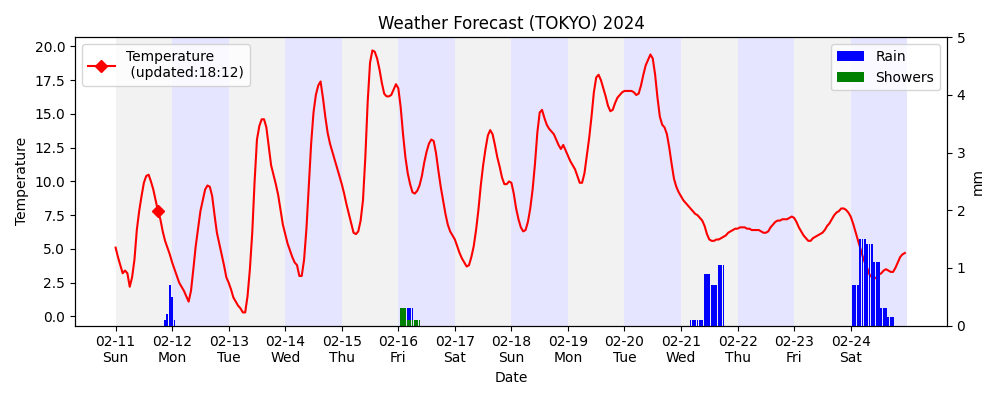 Weather Forecast (TOKYO) 2024
Temperature
(updated:18:12)
Rain
Showers
20.0
17.5
15.0
12.5
10.0
7.5
5.0
2.5
0.0
Temperature
5
4
3
2
1
0
mm
02-11 02-12 02-13 02-14 02-15 02-16 02-17 02-18 02-19 02-20 02-21 02-22 02-23 02-24
Sun Mon Tue Wed Thu Fri Sat Sun Mon Tue Wed Thu Fri Sat
Date